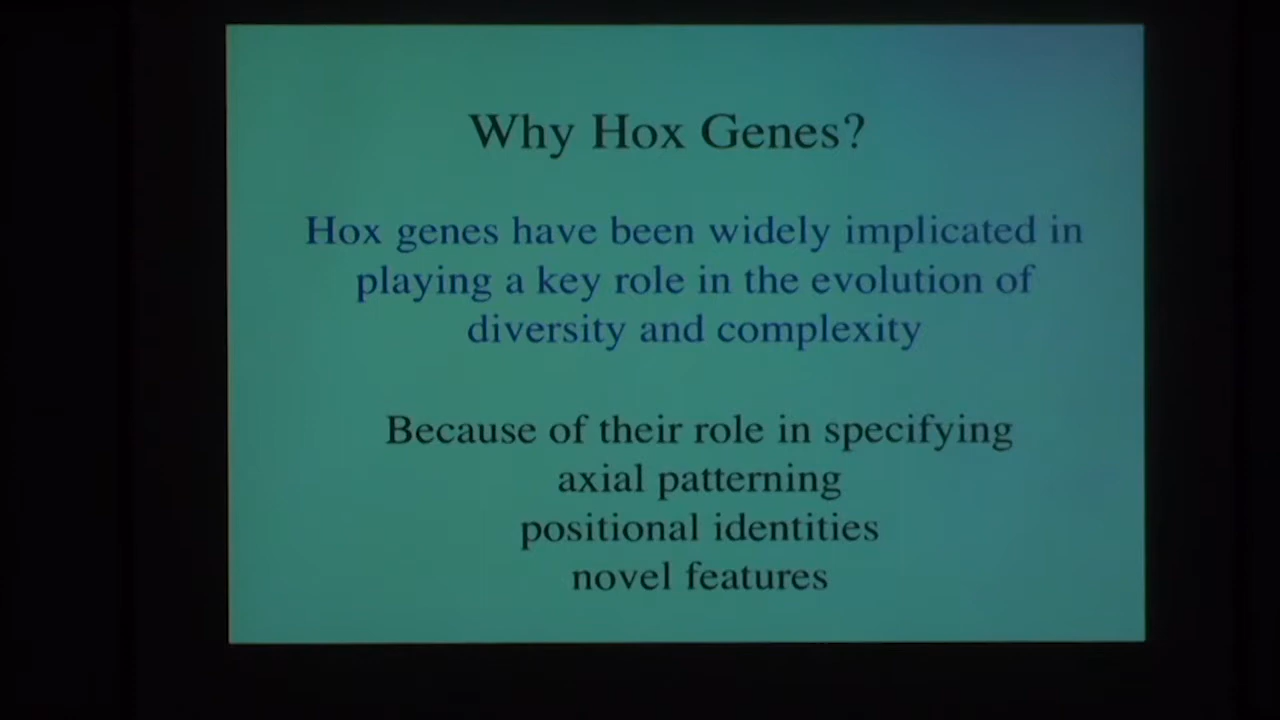 Why Hox Genes?
Hox genes have been widely implicated in
playing a key role in the evolution of
diversity and complexity
Because of their role in specifying
axial patterning
positional identities
novel features